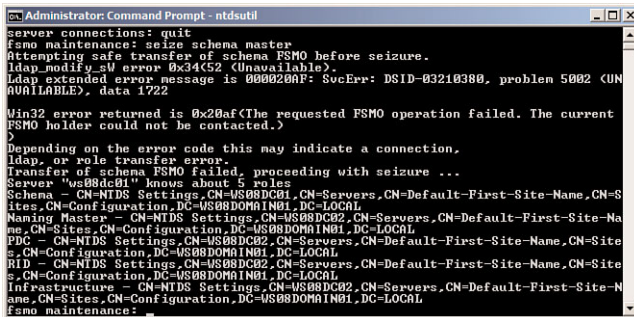 Administrator: Command Prompt - ntdsutil
server connections: quit
fsmo maintenance: seize schema master
Attempting safe transfer of schema FSMO before seizure.
ldap_modify_sW error 0x34<52 (Unavailable).
Ldap extended error message is 000020AF: SvcErr: DSID-03210380, problem 5002 (UN
AVAILABLE), data 1722
Win32 error returned is 0x20af(The requested FSMO operation failed. The current
FSMO holder could not be contacted.)
)
Depending on the error code this may indicate a connection,
ldap, or role transfer error.
Transfer of schema FSMO failed, proceeding with seizure ...
Server "ws08dc01" knows about 5 roles
Schema - CN=NTDS Settings,CN=WS08DC01,CN=Servers,CN=Default-First-Site-Name,CN=S
ites,CN=Configuration,DC=WS08DOMAIN01,DC=LOCAL
Naming Master - CN=NTDS Settings,CN=WS08DC02,CN=Servers,CN=Default-First-Site-Na
me,CN=Sites,CN=Configuration,DC=WS08DOMAIN01,DC=LOCAL
PDC - CN=NTDS Settings,CN=WS08DC02,CN=Servers,CN=Default-First-Site-Name,CN=Site
s,CN=Configuration,DC=WS08DOMAIN01,DC=LOCAL
RID - CN=NTDS Settings,CN=WS08DC02,CN=Servers,CN=Default-First-Site-Name,CN=Site
s,CN=Configuration,DC=WS08DOMAIN01,DC=LOCAL
Infrastructure - CN=NTDS Settings,CN=WS08DC02,CN=Servers,CN=Default-First-Site-N
ame,CN=Sites,CN=Configuration,DC=WS08DOMAIN01,DC=LOCAL
fsmo maintenance: _